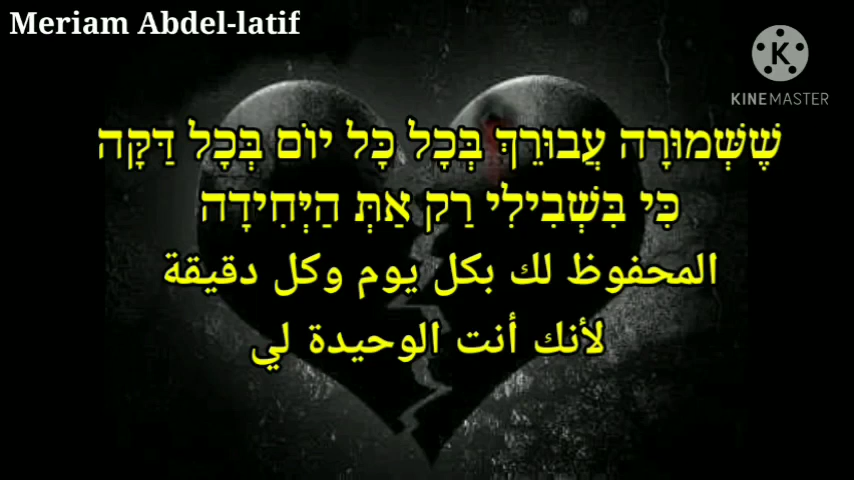 Meriam Abdel-latif
KINEMASTER
שֶׁשְּׁמוּרָה עֲבוּרֵךְ בְּכָל כָּל יוֹם בְּכָל דַּקָּה
כִּי בִּשְׁבִילִי רַק אַתְּ הַיְּחִידָה
المحفوظ لك بكل يوم وكل دقيقة
لأنك أنت الوحيدة لي